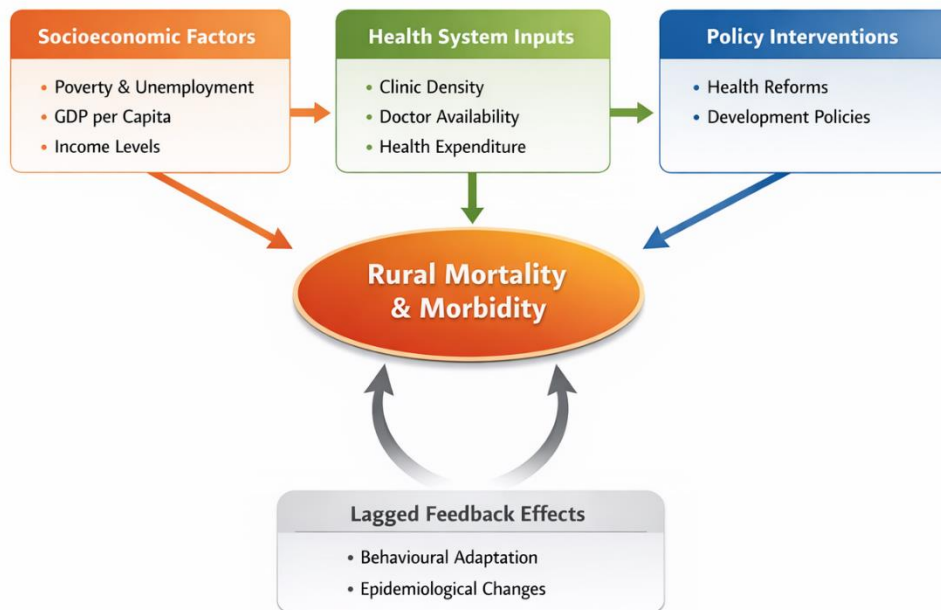 Socioeconomic Factors
• Poverty & Unemployment
• GDP per Capita
• Income Levels
Health System Inputs
• Clinic Density
• Doctor Availability
• Health Expenditure
Policy Interventions
• Health Reforms
• Development Policies
Rural Mortality
& Morbidity
Lagged Feedback Effects
• Behavioural Adaptation
• Epidemiological Changes